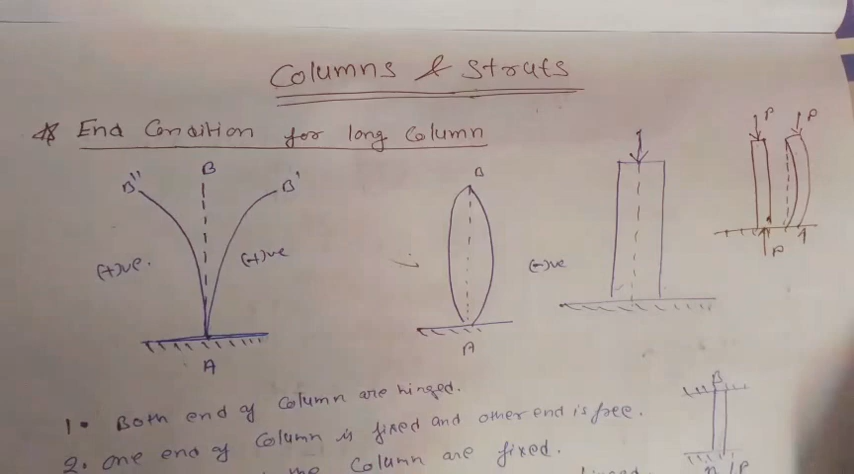 Columns & Struts
End Condition for long Column
B" B B' B P P
(+)ve. (+)ve (-)ve
P
A A
B
1. Both end of Column are hinged.
2. One end of Column is fixed and other end is free.
the Column are fixed.
P